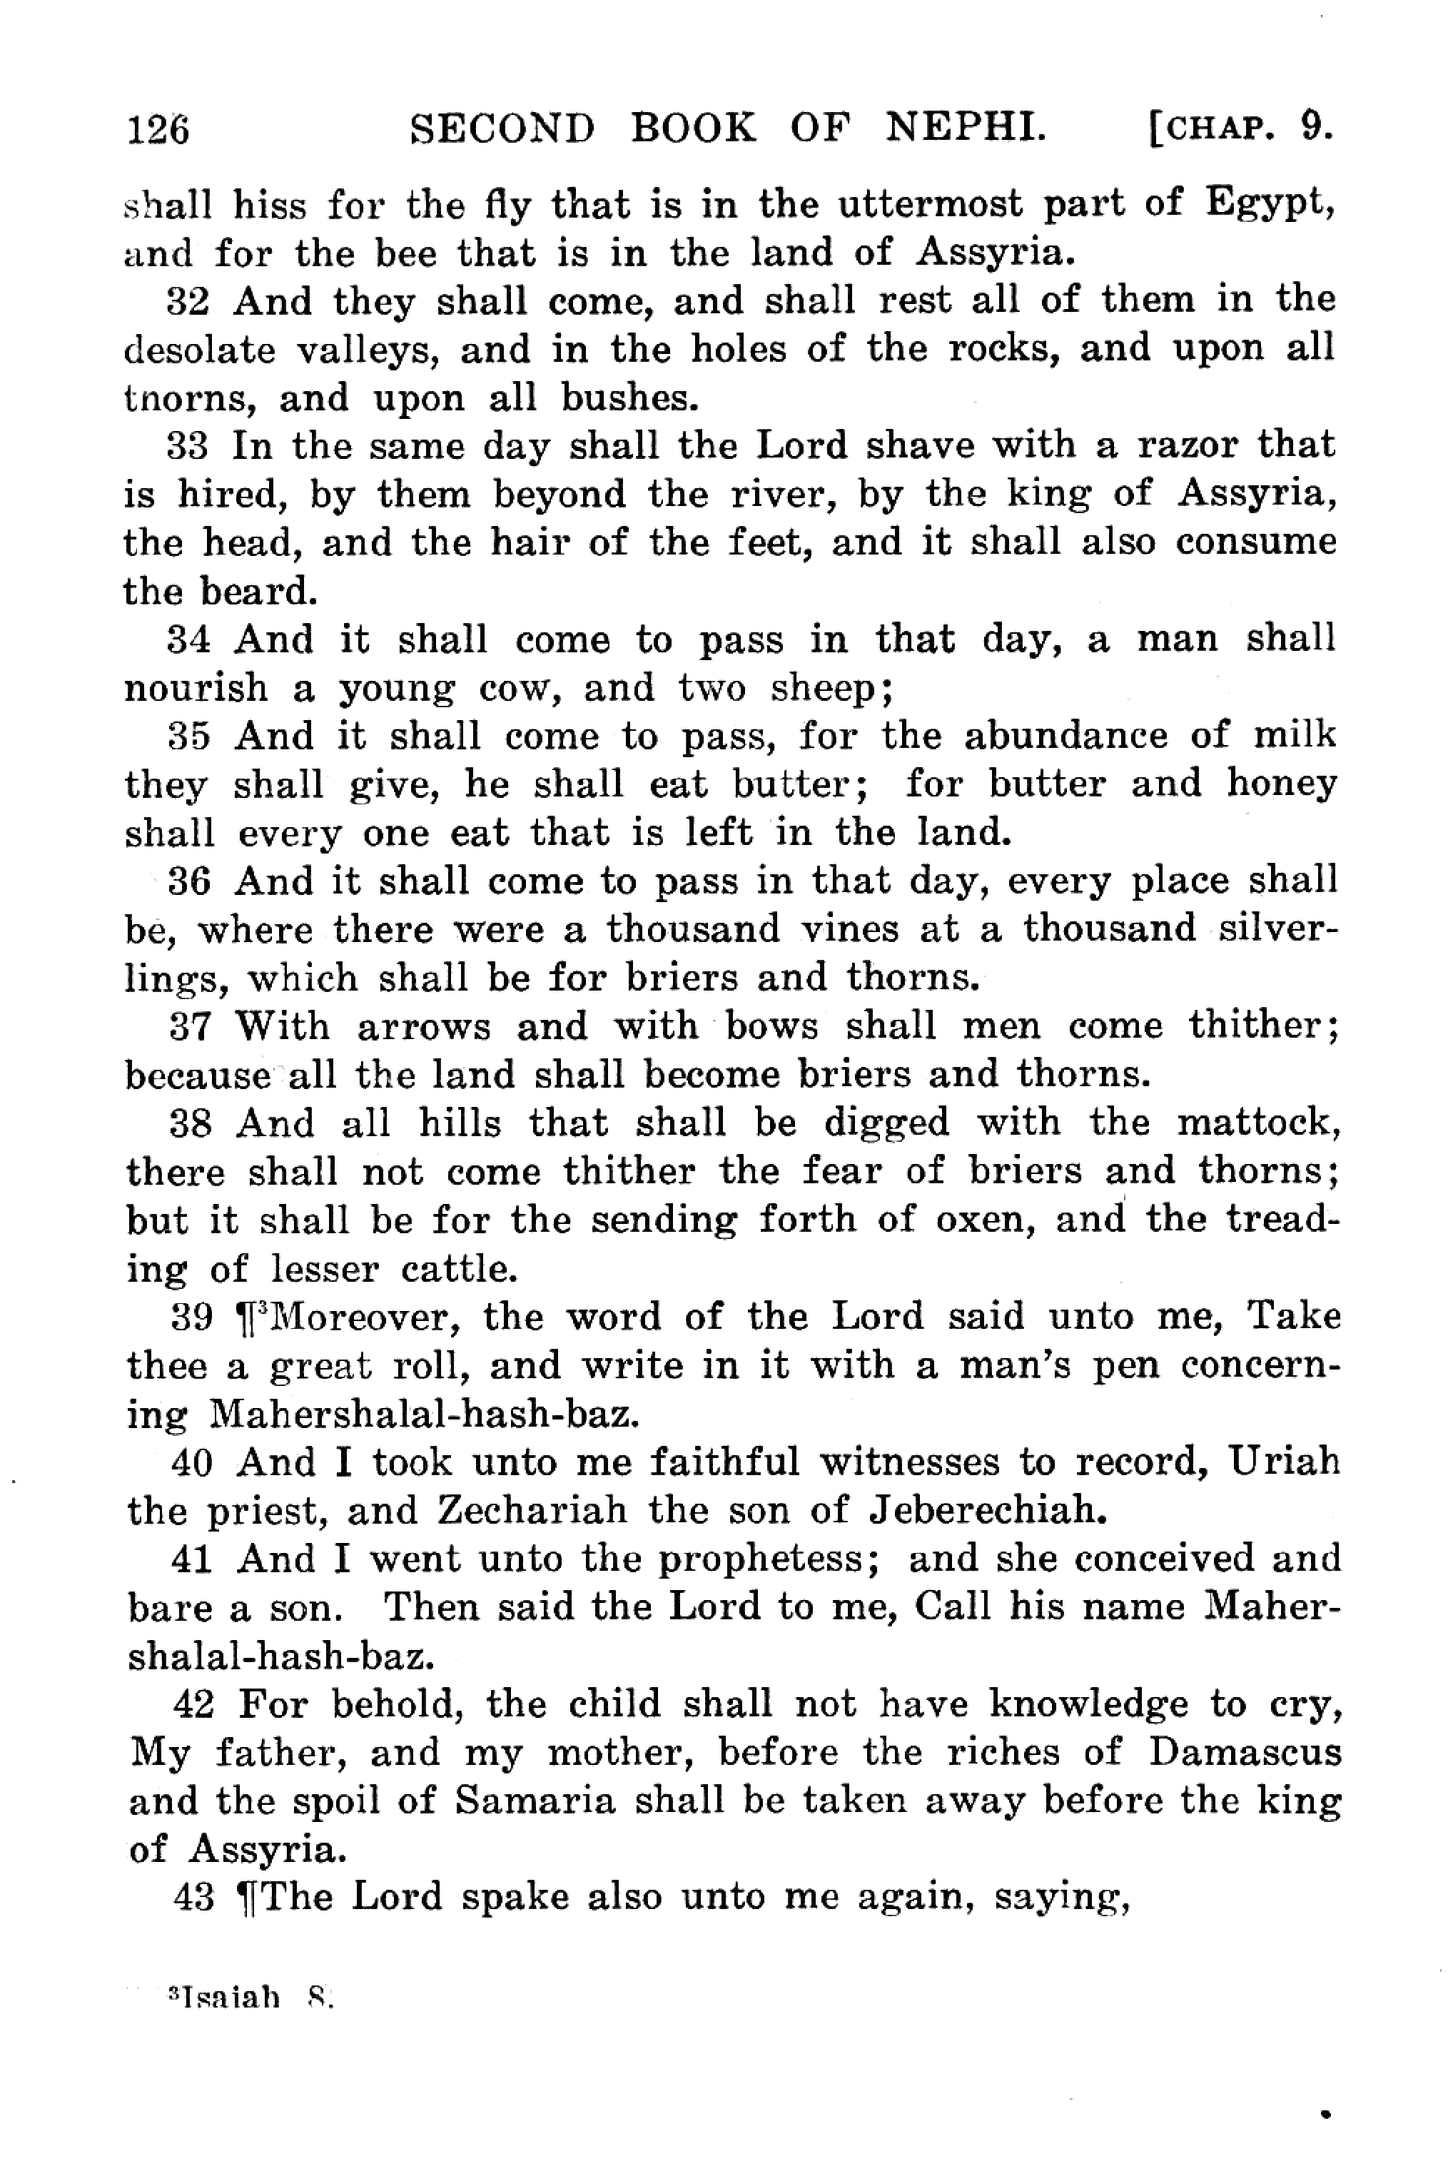 126 SECOND BOOK OF NEPHI. [CHAP. 9.
shall hiss for the fly that is in the uttermost part of Egypt,
and for the bee that is in the land of Assyria.
32 And they shall come, and shall rest all of them in the
desolate valleys, and in the holes of the rocks, and upon all
thorns, and upon all bushes.
33 In the same day shall the Lord shave with a razor that
is hired, by them beyond the river, by the king of Assyria,
the head, and the hair of the feet, and it shall also consume
the beard.
34 And it shall come to pass in that day, a man shall
nourish a young cow, and two sheep;
35 And it shall come to pass, for the abundance of milk
they shall give, he shall eat butter; for butter and honey
shall every one eat that is left in the land.
36 And it shall come to pass in that day, every place shall
be, where there were a thousand vines at a thousand silver-
lings, which shall be for briers and thorns.
37 With arrows and with bows shall men come thither;
because all the land shall become briers and thorns.
38 And all hills that shall be digged with the mattock,
there shall not come thither the fear of briers and thorns;
but it shall be for the sending forth of oxen, and the tread-
ing of lesser cattle.
39 ¶³Moreover, the word of the Lord said unto me, Take
thee a great roll, and write in it with a man's pen concern-
ing Mahershalal-hash-baz.
40 And I took unto me faithful witnesses to record, Uriah
the priest, and Zechariah the son of Jeberechiah.
41 And I went unto the prophetess; and she conceived and
bare a son. Then said the Lord to me, Call his name Maher-
shalal-hash-baz.
42 For behold, the child shall not have knowledge to cry,
My father, and my mother, before the riches of Damascus
and the spoil of Samaria shall be taken away before the king
of Assyria.
43 ¶The Lord spake also unto me again, saying,
³Isaiah 8.